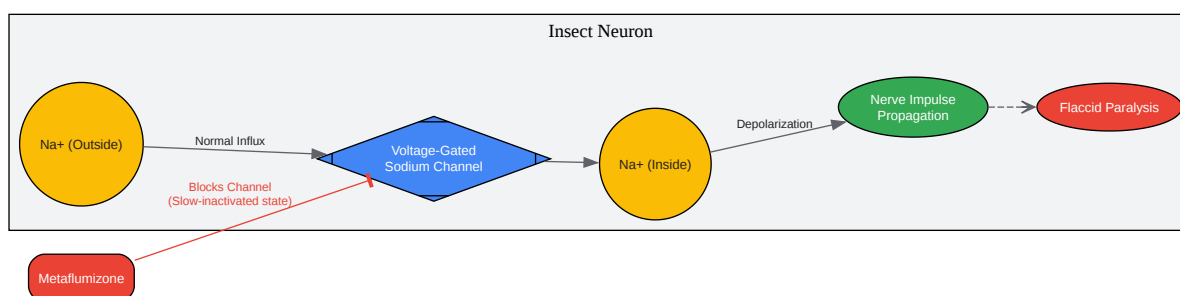 Insect Neuron
Na+ (Outside)
Normal Influx
Voltage-Gated
Sodium Channel
Na+ (Inside)
Depolarization
Nerve Impulse
Propagation
Flaccid Paralysis
Blocks Channel
(Slow-inactivated state)
Metaflumizone